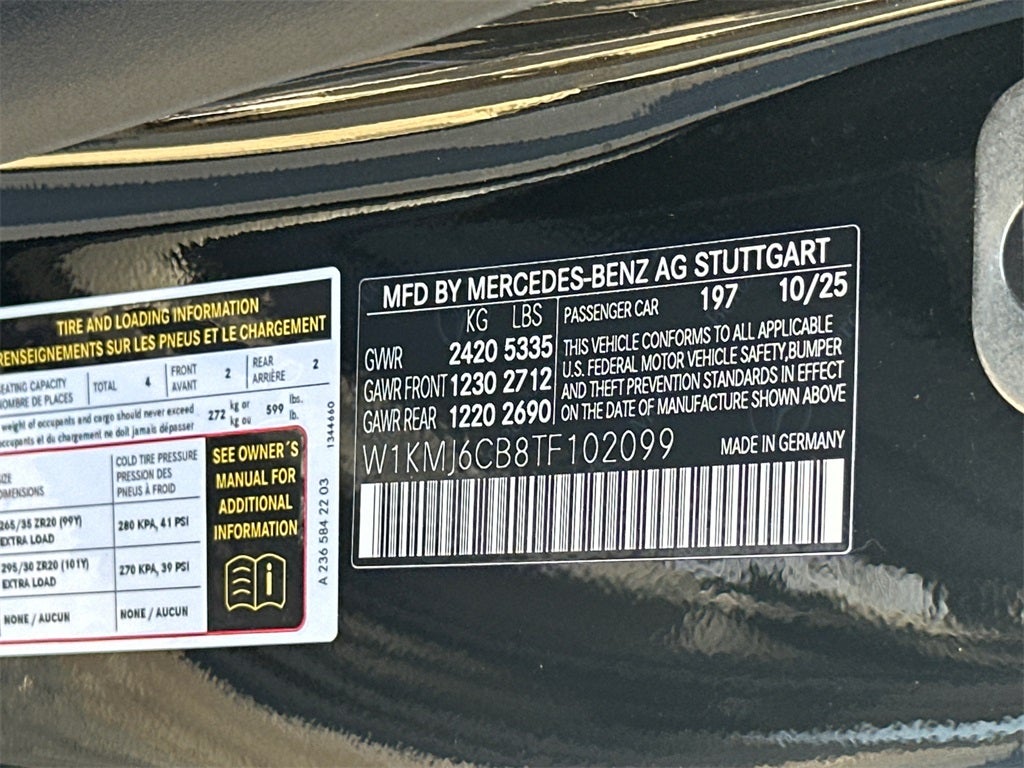 TIRE AND LOADING INFORMATION
RENSEIGNEMENTS SUR LES PNEUS ET LE CHARGEMENT
SEATING CAPACITY
NOMBRE DE PLACES
TOTAL 4
FRONT
AVANT
2
REAR
ARRIÈRE
2
weight of occupants and cargo should never exceed
occupants et du chargement ne doit jamais dépasser
272 kg or
kg ou
599 lbs.
lb.
COLD TIRE PRESSURE
PRESSION DES
PNEUS À FROID
265/35 ZR20 (99Y)
EXTRA LOAD
280 KPA, 41 PSI
295/30 ZR20 (101Y)
EXTRA LOAD
270 KPA, 39 PSI
NONE / AUCUN
NONE / AUCUN
SEE OWNER´S
MANUAL FOR
ADDITIONAL
INFORMATION
i
1344660
A 236 584 22 03
MFD BY MERCEDES-BENZ AG STUTTGART
KG LBS
GVWR 2420 5335
GAWR FRONT 1230 2712
GAWR REAR 1220 2690
PASSENGER CAR 197 10/25
THIS VEHICLE CONFORMS TO ALL APPLICABLE
U.S. FEDERAL MOTOR VEHICLE SAFETY,BUMPER
AND THEFT PREVENTION STANDARDS IN EFFECT
ON THE DATE OF MANUFACTURE SHOWN ABOVE
W1KMJ6CB8TF102099
MADE IN GERMANY